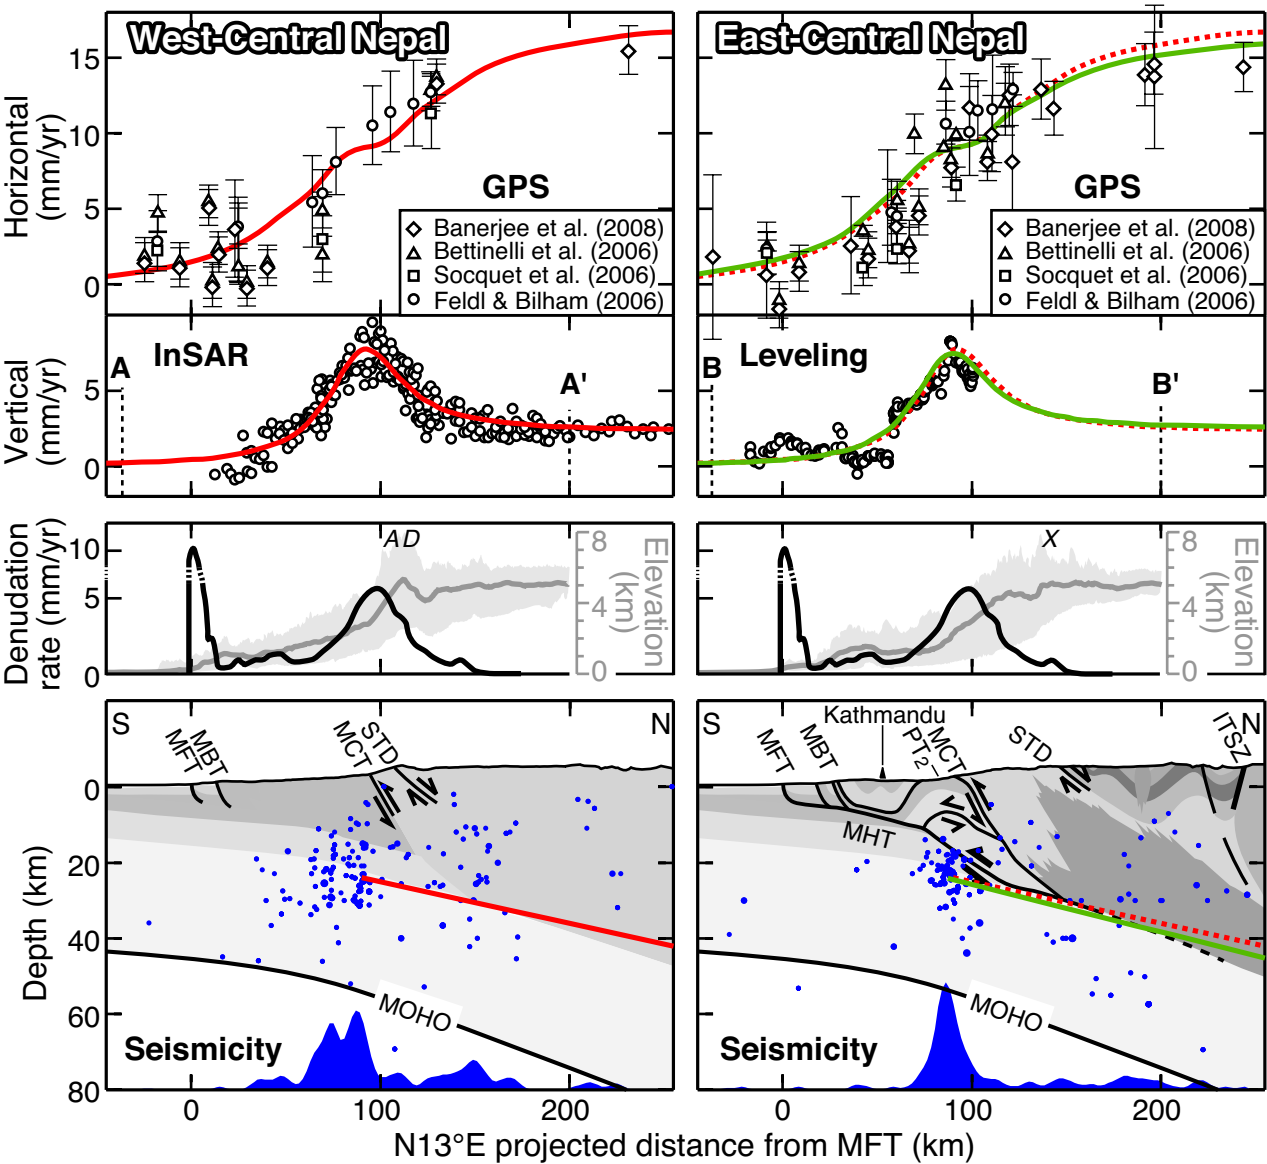 West-Central Nepal
East-Central Nepal
Horizontal
(mm/yr)
15
10
5
0
GPS
Banerjee et al. (2008)
Bettinelli et al. (2006)
Socquet et al. (2006)
Feldl & Bilham (2006)
GPS
Banerjee et al. (2008)
Bettinelli et al. (2006)
Socquet et al. (2006)
Feldl & Bilham (2006)
Vertical
(mm/yr)
5
0
A
InSAR
A'
B
Leveling
B'
Denudation
rate (mm/yr)
10
5
0
AD
8
4
0
Elevation
(km)
X
8
4
0
Elevation
(km)
Depth (km)
0
20
40
60
80
S
MFT
MBT
MCT
STD
N
MOHO
Seismicity
S
MFT
MBT
Kathmandu
PT2
MCT
STD
ITSZ
N
MHT
MOHO
Seismicity
0
100
200
0
100
200
N13°E projected distance from MFT (km)